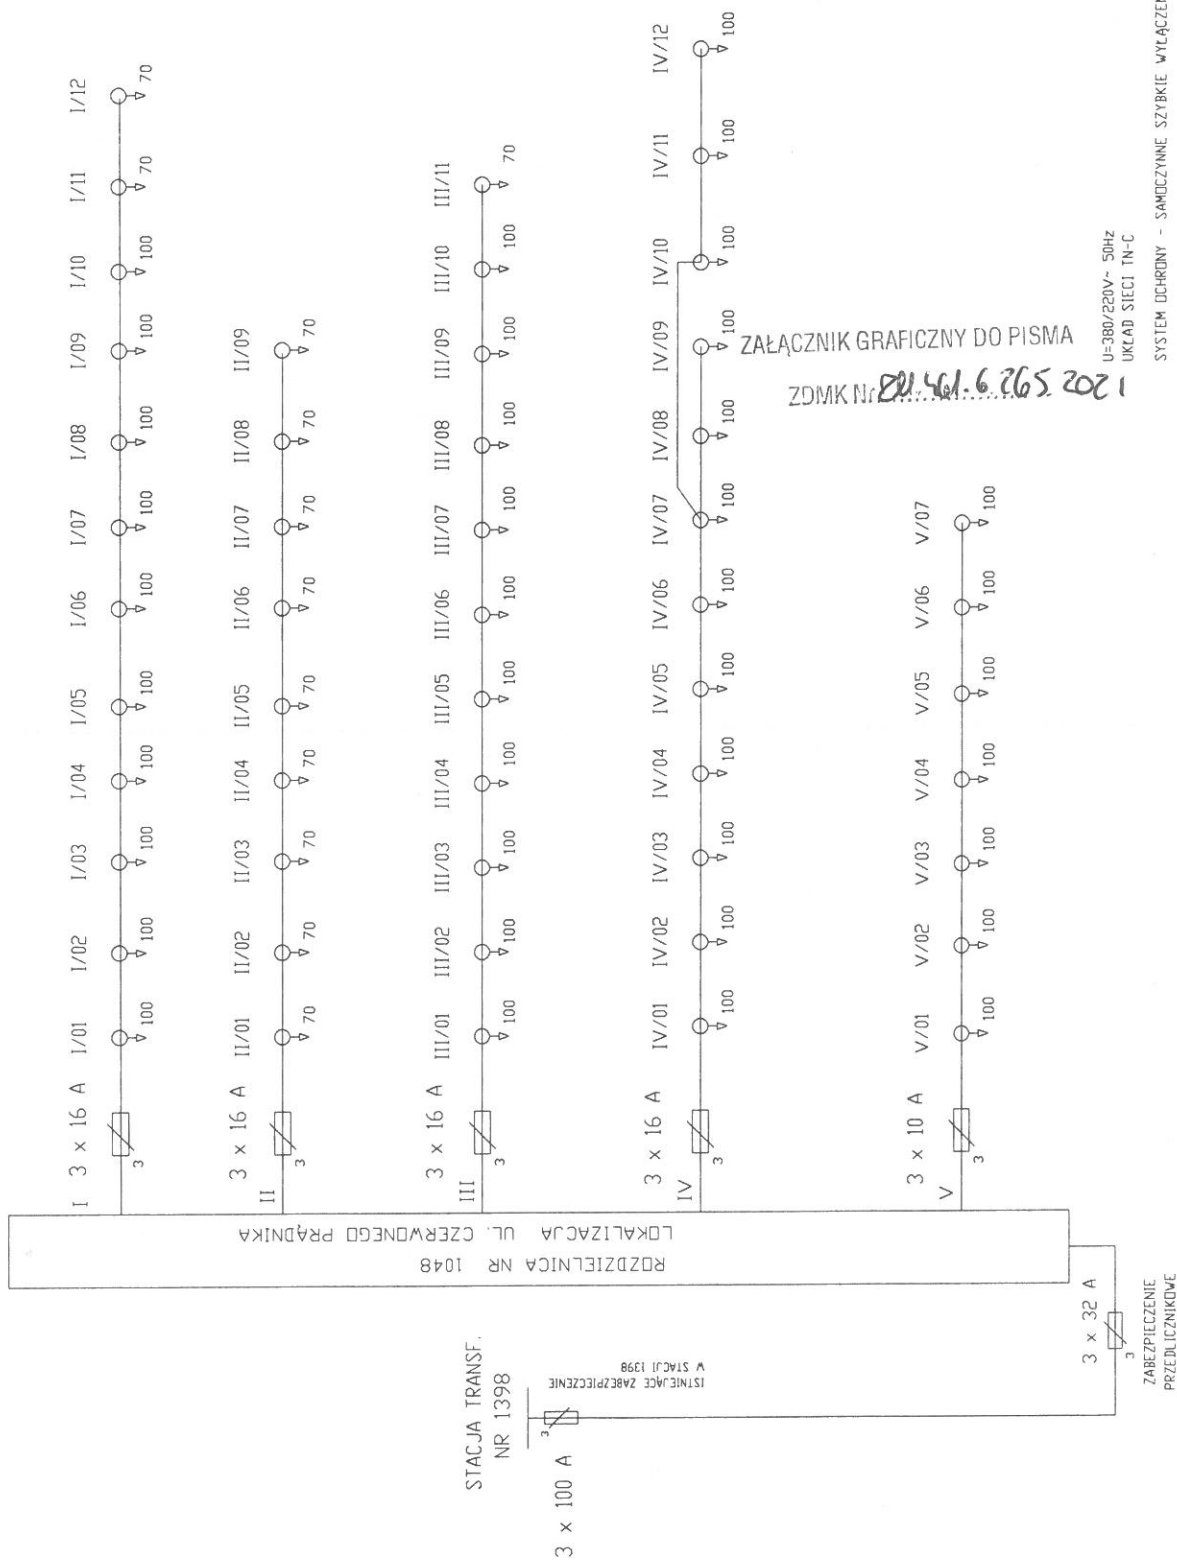 STACJA TRANSF.
NR 1398
3 x 100 A
3
ISTNIEJĄCE ZABEZPIECZENIE
W STACJI 1398
3 x 32 A
3
ZABEZPIECZENIE
PRZEDLICZNIKOWE
ROZDZIELNICA NR 1048
LOKALIZACJA UL. CZERWONEGO PRĄDNIKA
I 3 x 16 A I/01 I/02 I/03 I/04 I/05 I/06 I/07 I/08 I/09 I/10 I/11 I/12
3 100 100 100 100 100 100 100 100 100 100 70 70
II 3 x 16 A II/01 II/02 II/03 II/04 II/05 II/06 II/07 II/08 II/09
3 70 70 70 70 70 70 70 70 70
III 3 x 16 A III/01 III/02 III/03 III/04 III/05 III/06 III/07 III/08 III/09 III/10 III/11
3 100 100 100 100 100 100 100 100 100 100 70
IV 3 x 16 A IV/01 IV/02 IV/03 IV/04 IV/05 IV/06 IV/07 IV/08 IV/09 IV/10 IV/11 IV/12
3 100 100 100 100 100 100 100 100 100 100 100 100
V 3 x 10 A V/01 V/02 V/03 V/04 V/05 V/06 V/07
3 100 100 100 100 100 100 100
ZAŁĄCZNIK GRAFICZNY DO PISMA
ZDMK Nr 461.6.265.2021
U=380/220V~ 50Hz
UKŁAD SIECI TN-C
SYSTEM OCHRONY - SAMOCZYNNE SZYBKIE